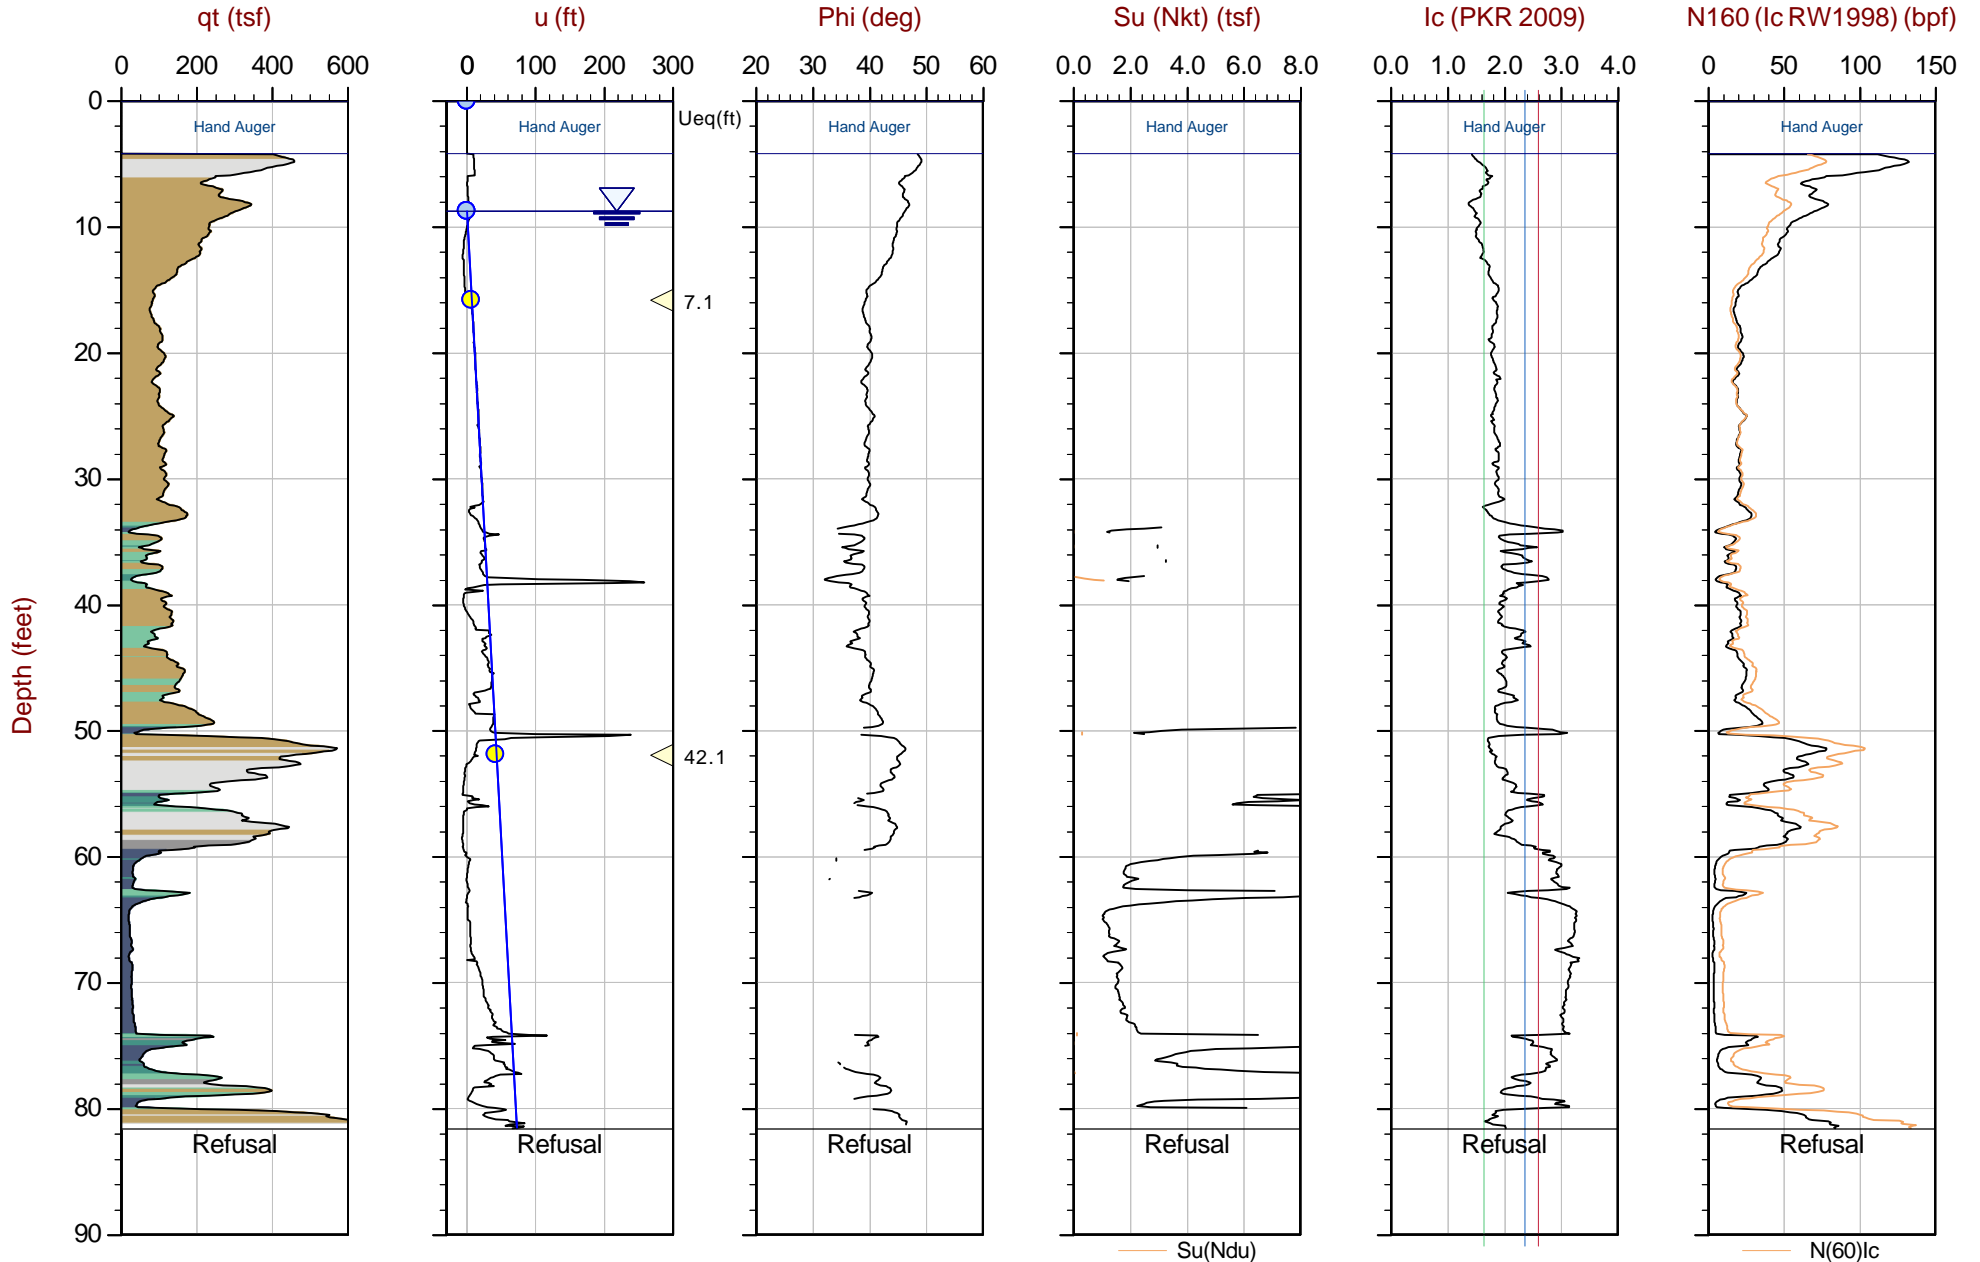 qt (tsf) u (ft) Phi (deg) Su (Nkt) (tsf) Ic (PKR 2009) N160 (Ic RW1998) (bpf)
0 200 400 600 0 100 200 300 20 30 40 50 60 0.0 2.0 4.0 6.0 8.0 0.0 1.0 2.0 3.0 4.0 0 50 100 150
0
Ueq(ft)
Hand Auger Hand Auger Hand Auger Hand Auger Hand Auger Hand Auger
10
7.1
20
30
40
Depth (feet)
50
42.1
60
70
80
Refusal Refusal Refusal Refusal Refusal Refusal
90
Su(Ndu) N(60)Ic